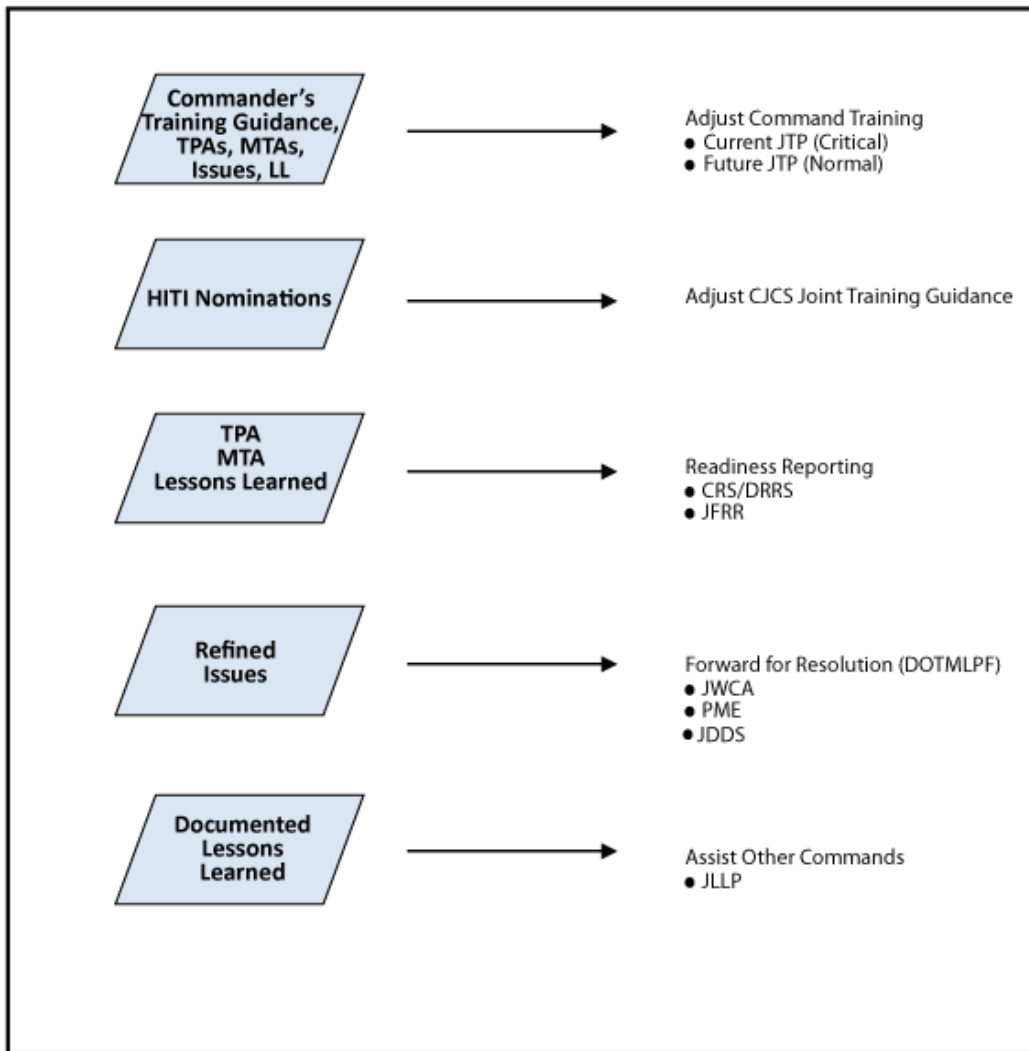 Commander’s
Training Guidance,
TPAs, MTAs,
Issues, LL
Adjust Command Training
● Current JTP (Critical)
● Future JTP (Normal)
HITI Nominations
Adjust CJCS Joint Training Guidance
TPA
MTA
Lessons Learned
Readiness Reporting
● CRS/DRRS
● JFRR
Refined
Issues
Forward for Resolution (DOTMLPF)
● JWCA
● PME
● JDDS
Documented
Lessons
Learned
Assist Other Commands
● JLLP